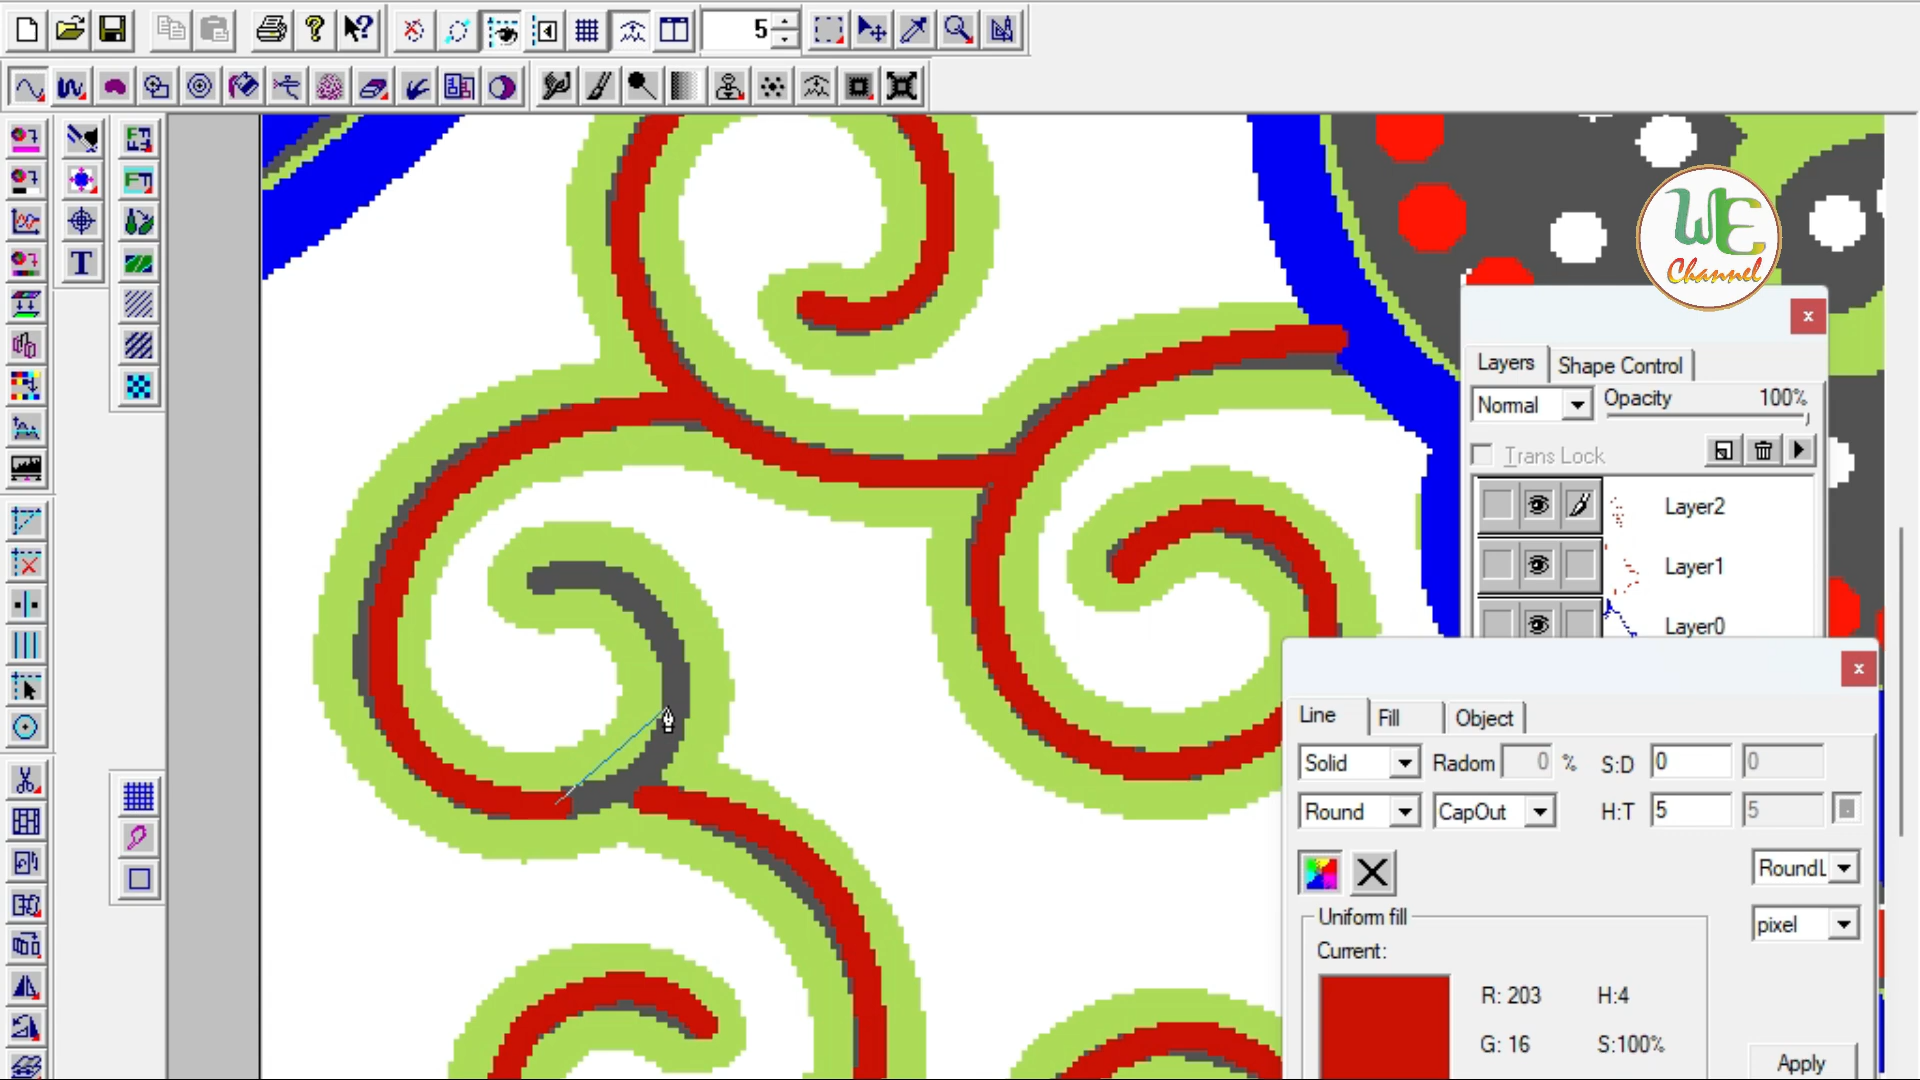 5
T
WE
Channel
Layers
Shape Control
Normal
Opacity
100%
Trans Lock
Layer2
Layer1
Layer0
Line
Fill
Object
Solid
Radom
0
%
S:D
0
0
Round
CapOut
H:T
5
5
RoundL
pixel
Uniform fill
Current:
R: 203
H:4
G: 16
S:100%
Apply